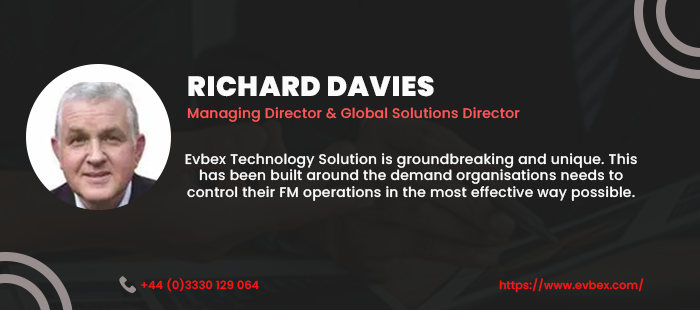 RICHARD DAVIES
Managing Director & Global Solutions Director
Evbex Technology Solution is groundbreaking and unique. This
has been built around the demand organisations needs to
control their FM operations in the most effective way possible.
+44 (0)3330 129 064
https://www.evbex.com/